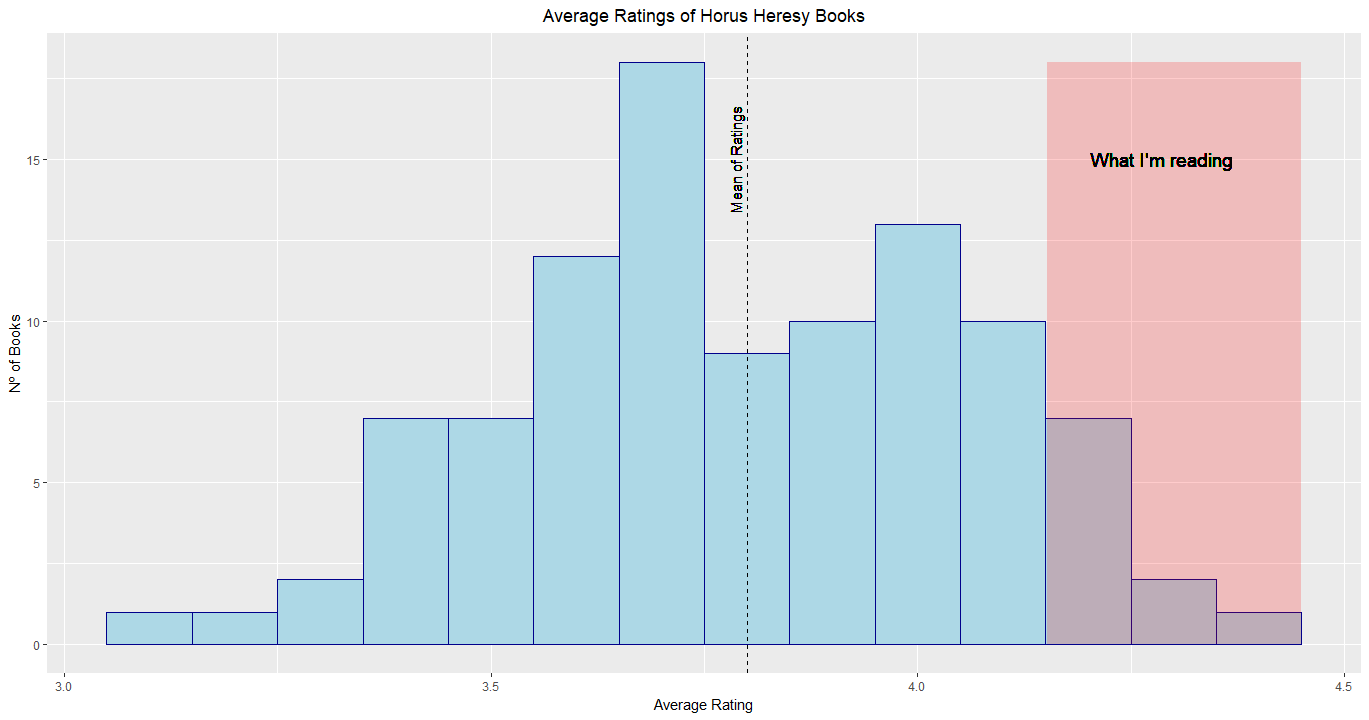 Average Ratings of Horus Heresy Books
Nº of Books
15
10
5
0
Mean of Ratings
What I'm reading
3.0
3.5
4.0
4.5
Average Rating